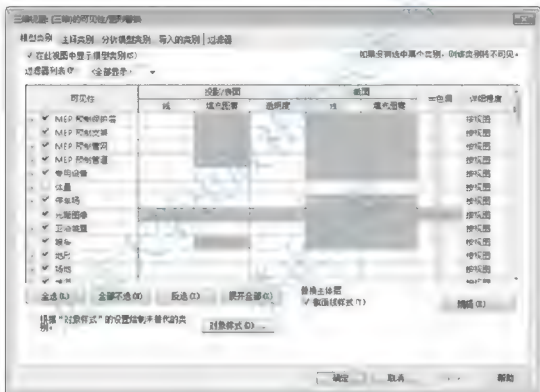 三维视图: {三维}的可见性/图形替换
模型类别 注释类别 分析模型类别 导入的类别 过滤器
在此视图中显示模型类别(S)
如果没有选中某个类别，则该类别将不可见。
过滤器列表(F): <全部显示>
可见性 投影/表面 截面 半色调 详细程度
线 填充图案 透明度 线 填充图案
MEP 预制保护层 按视图
MEP 预制支架 按视图
MEP 预制管网 按视图
MEP 预制管道 按视图
专用设备 按视图
体量 按视图
停车场 按视图
光栅图像 按视图
卫浴装置 按视图
按视图
地形 按视图
场地 按视图
按视图
全选(L) 全部不选(N) 反选(I) 展开全部(X)
替换主体层
截面线样式(Y)
编辑(E)
根据“对象样式”的设置绘制未替代的类别。
对象样式(O)...
确定 取消 帮助